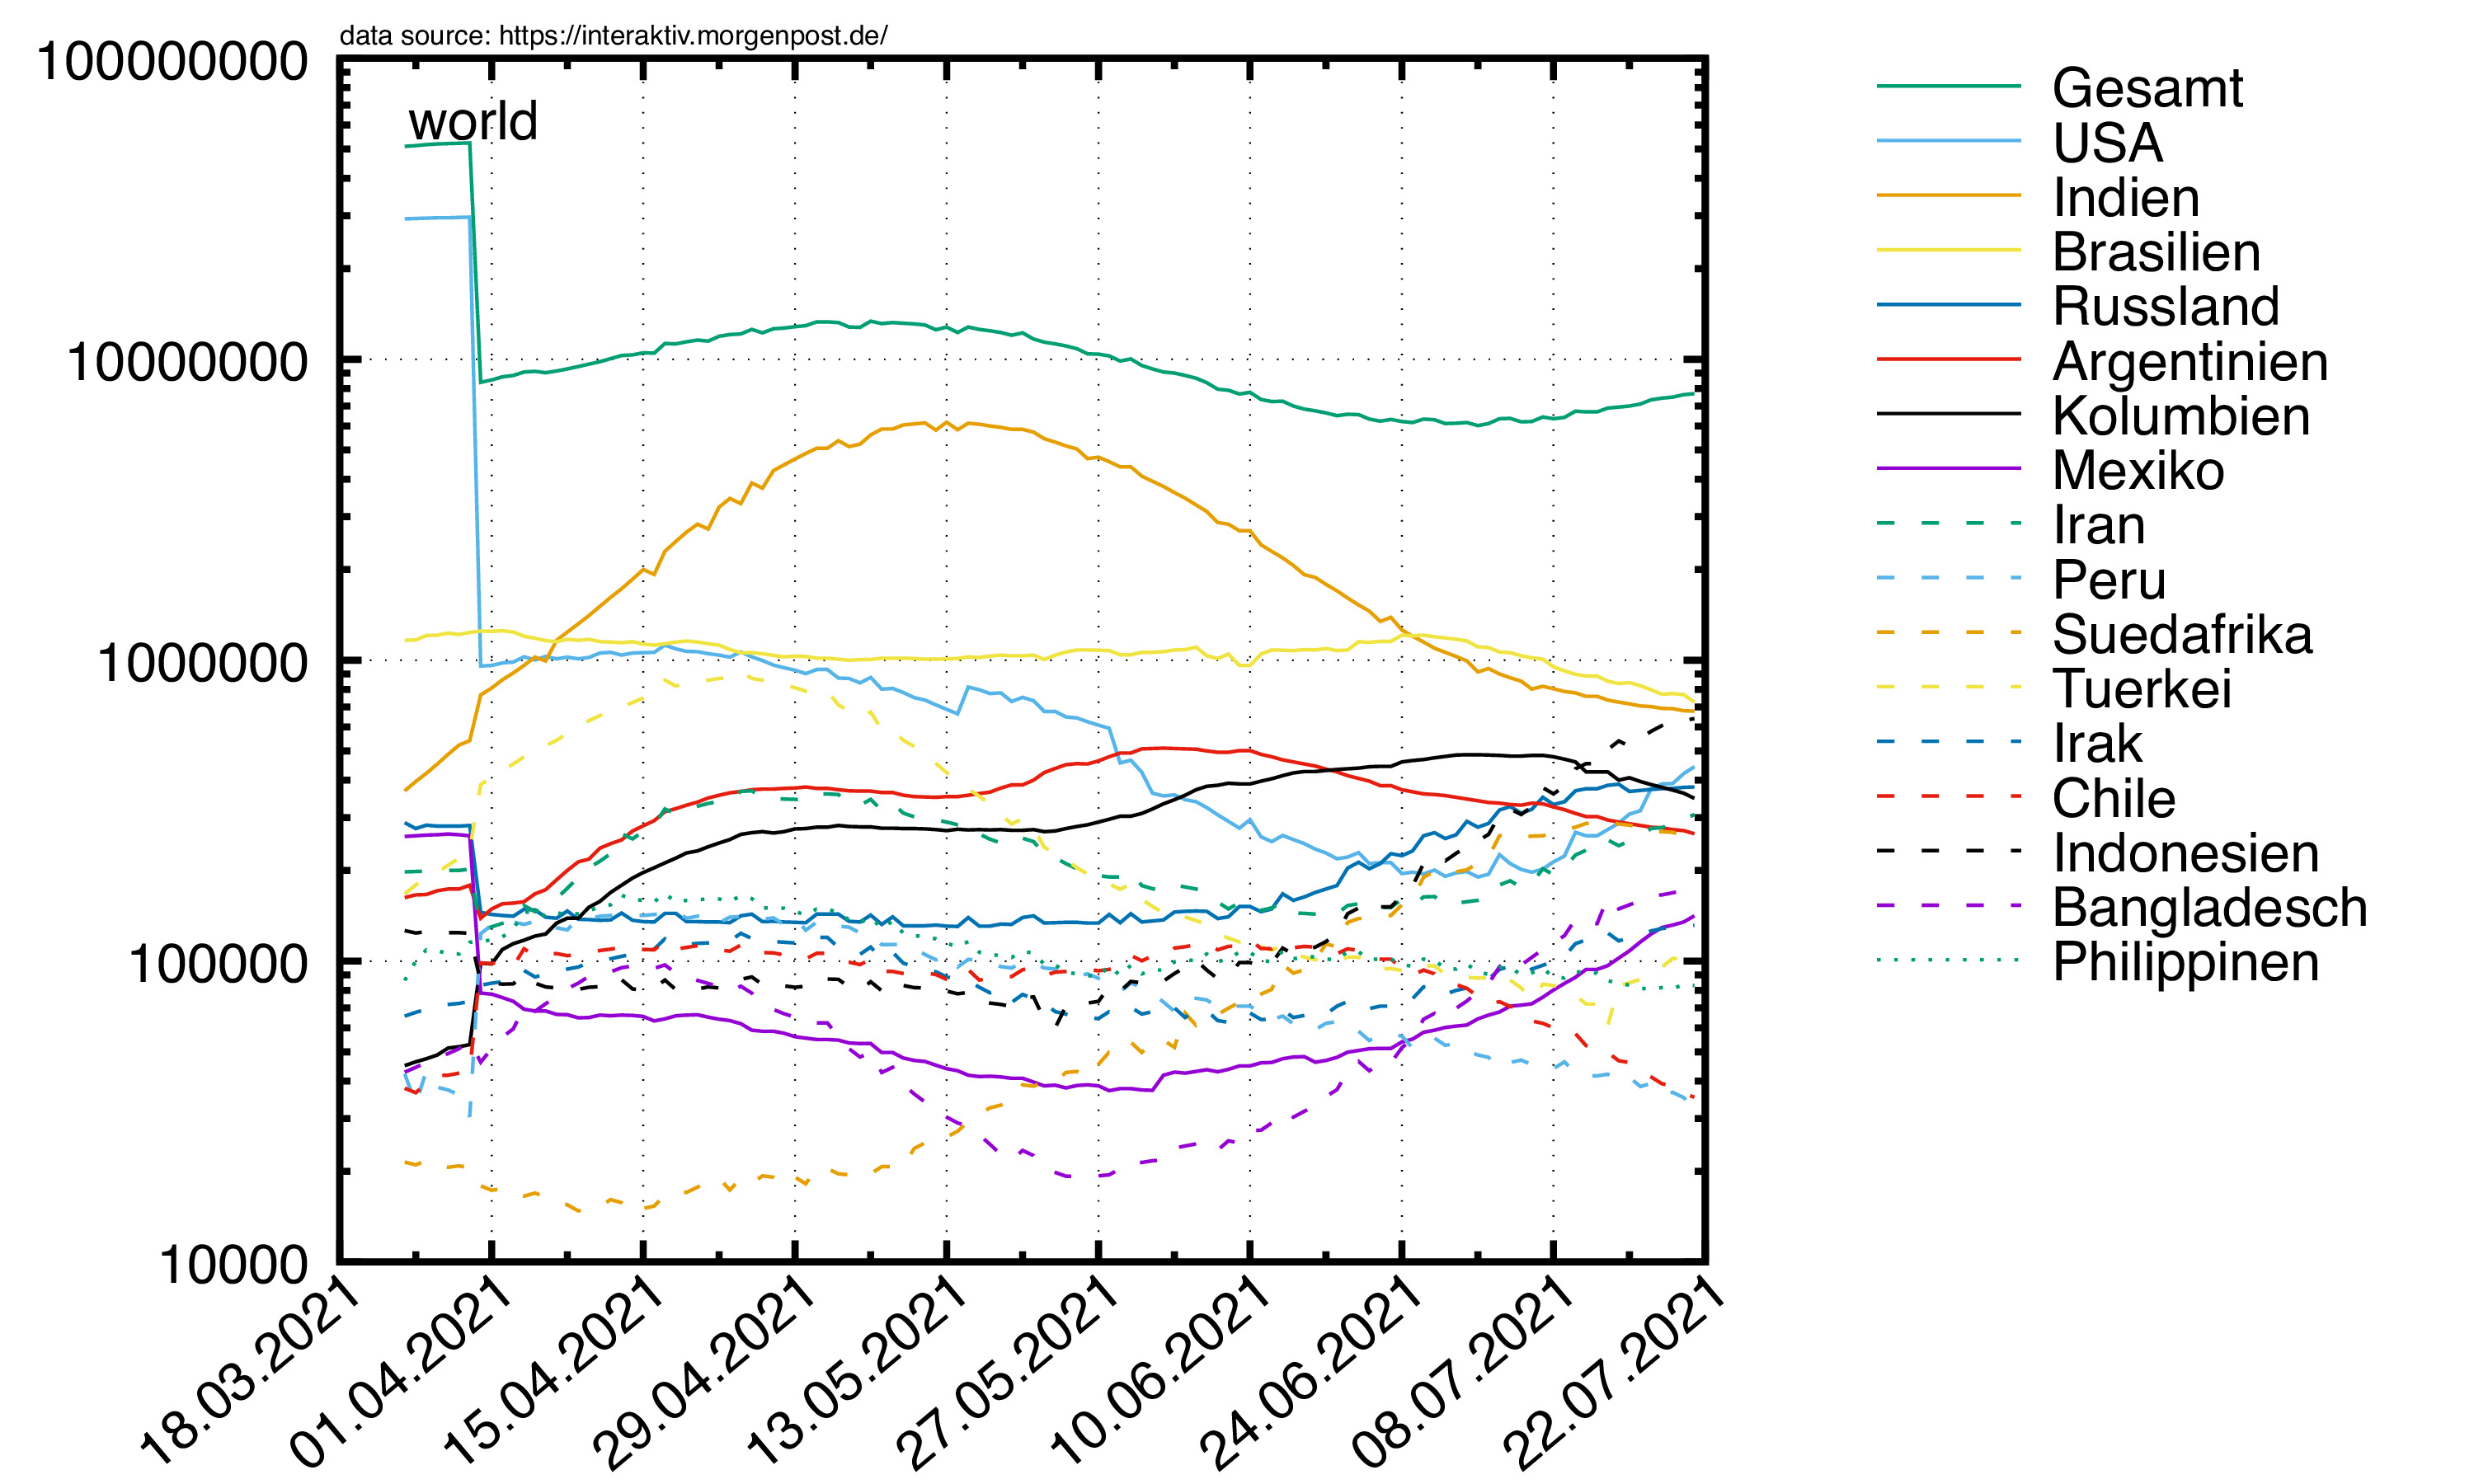 data source: https://interaktiv.morgenpost.de/
world
100000000
10000000
1000000
100000
10000
18.03.2021
01.04.2021
15.04.2021
29.04.2021
13.05.2021
27.05.2021
10.06.2021
24.06.2021
08.07.2021
22.07.2021
Gesamt
USA
Indien
Brasilien
Russland
Argentinien
Kolumbien
Mexiko
Iran
Peru
Suedafrika
Tuerkei
Irak
Chile
Indonesien
Bangladesch
Philippinen